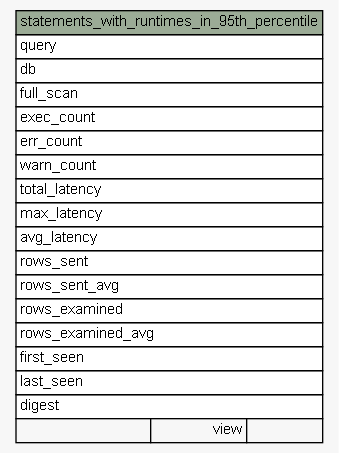 statements_with_runtimes_in_95th_percentile
query
db
full_scan
exec_count
err_count
warn_count
total_latency
max_latency
avg_latency
rows_sent
rows_sent_avg
rows_examined
rows_examined_avg
first_seen
last_seen
digest
view